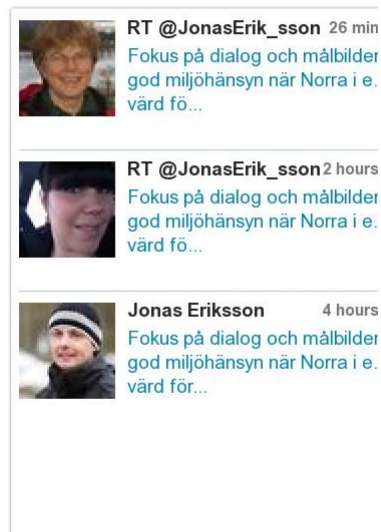 RT @JonasErik_sson 26 min
Fokus på dialog och målbilder
god miljöhänsyn när Norra i e.
värd fö...
RT @JonasErik_sson 2 hours
Fokus på dialog och målbilder
god miljöhänsyn när Norra i e.
värd fö...
Jonas Eriksson 4 hours
Fokus på dialog och målbilder
god miljöhänsyn när Norra i e.
värd för...